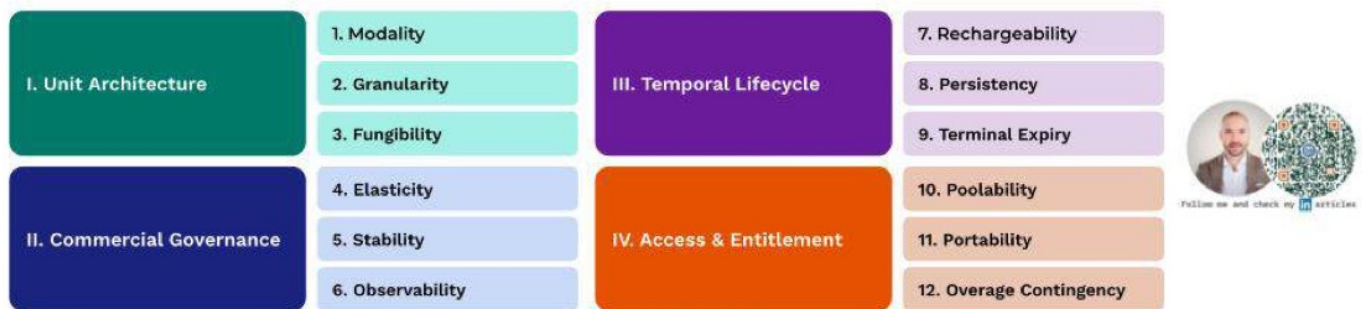 I. Unit Architecture
1. Modality
2. Granularity
3. Fungibility
II. Commercial Governance
4. Elasticity
5. Stability
6. Observability
III. Temporal Lifecycle
7. Rechargeability
8. Persistency
9. Terminal Expiry
IV. Access & Entitlement
10. Poolability
11. Portability
12. Overage Contingency
Follow me and check my in articles